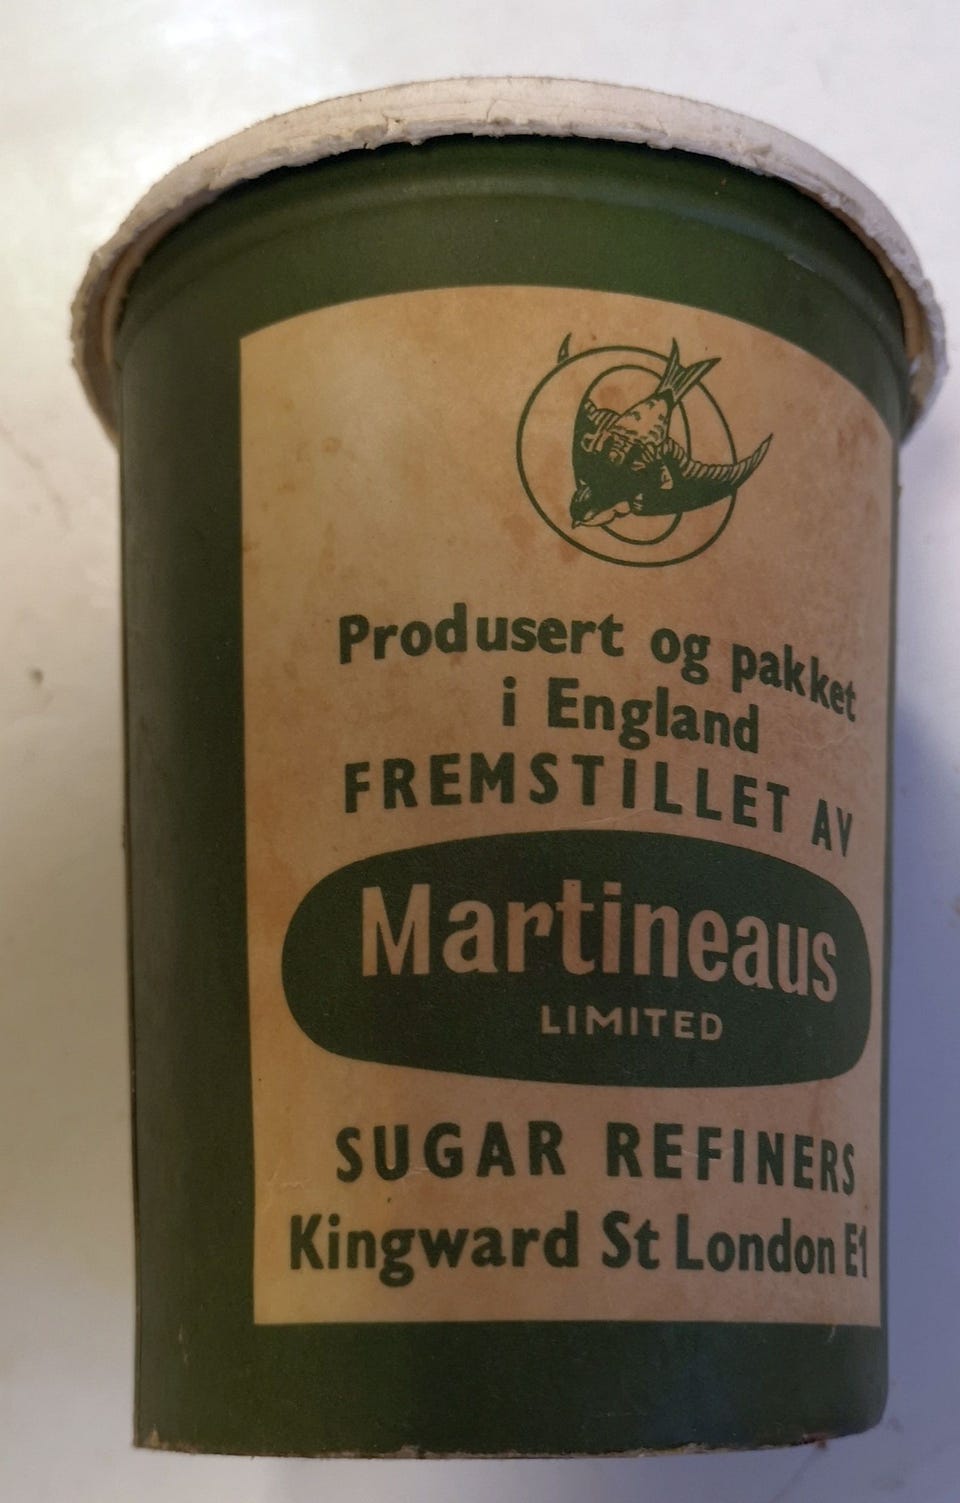 Produsert og pakket
i England
FREMSTILLET AV
Martineaus
LIMITED
SUGAR REFINERS
Kingward St London E1